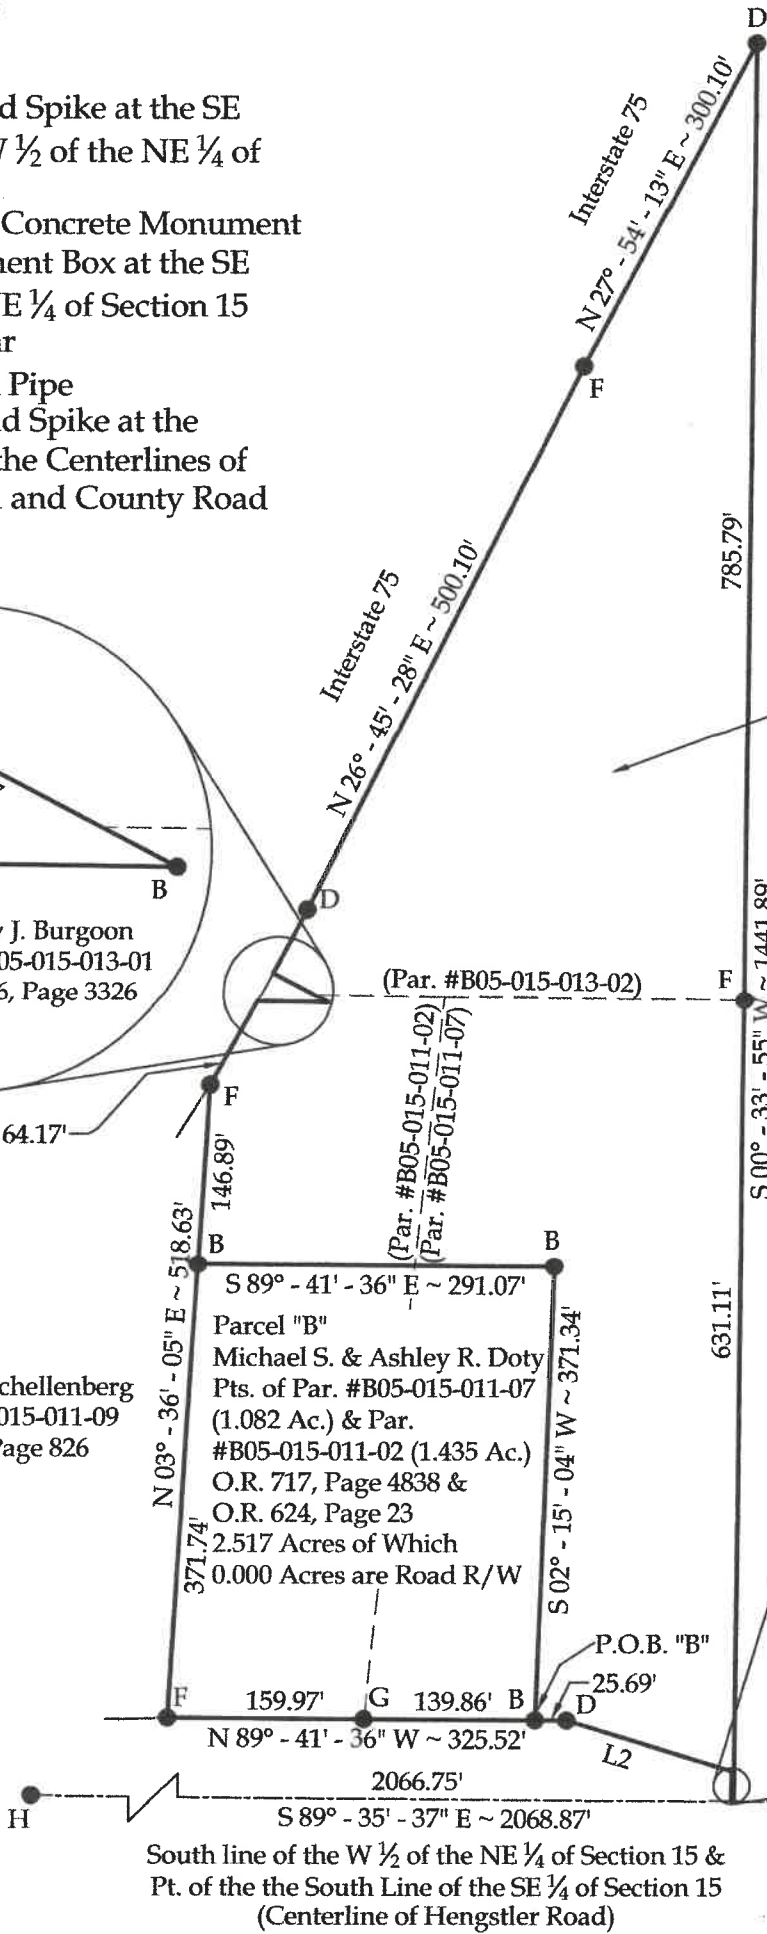 D
d Spike at the SE
½ of the NE ¼ of
Concrete Monument
ent Box at the SE
E ¼ of Section 15
r
Pipe
d Spike at the
the Centerlines of
and County Road
Interstate 75
N 27° - 54' - 13" E ~ 300.10'
F
Interstate 75
N 26° - 45' - 28" E ~ 500.10'
785.79'
D
B
J. Burgoon
05-015-013-01
6, Page 3326
(Par. #B05-015-013-02)
F
S 00° - 33' - 55" W ~ 1441.89'
(Par. #B05-015-011-02)
(Par. #B05-015-011-07)
F
64.17'
146.89'
B
B
S 89° - 41' - 36" E ~ 291.07'
N 03° - 36' - 05" E ~ 518.63'
Parcel "B"
Michael S. & Ashley R. Doty
Pts. of Par. #B05-015-011-07
(1.082 Ac.) & Par.
#B05-015-011-02 (1.435 Ac.)
O.R. 717, Page 4838 &
O.R. 624, Page 23
2.517 Acres of Which
0.000 Acres are Road R/W
chellenberg
015-011-09
Page 826
371.74'
S 02° - 15' - 04" W ~ 371.34'
631.11'
P.O.B. "B"
25.69'
F
159.97'
G
139.86'
B
D
N 89° - 41' - 36" W ~ 325.52'
L2
2066.75'
H
S 89° - 35' - 37" E ~ 2068.87'
South line of the W ½ of the NE ¼ of Section 15 &
Pt. of the the South Line of the SE ¼ of Section 15
(Centerline of Hengstler Road)